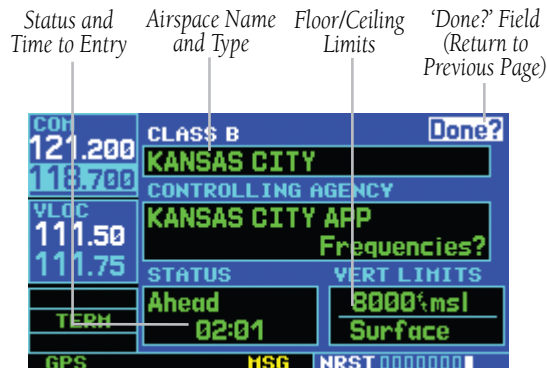 Status and
Time to Entry
Airspace Name
and Type
Floor/Ceiling
Limits
‘Done?’ Field
(Return to
Previous Page)
COM
121.200
118.700
VLOC
111.50
111.75
TERM
GPS
CLASS B
Done?
KANSAS CITY
CONTROLLING AGENCY
KANSAS CITY APP
Frequencies?
STATUS
VERT LIMITS
Ahead
02:01
8000ft msl
Surface
MSG
NRST